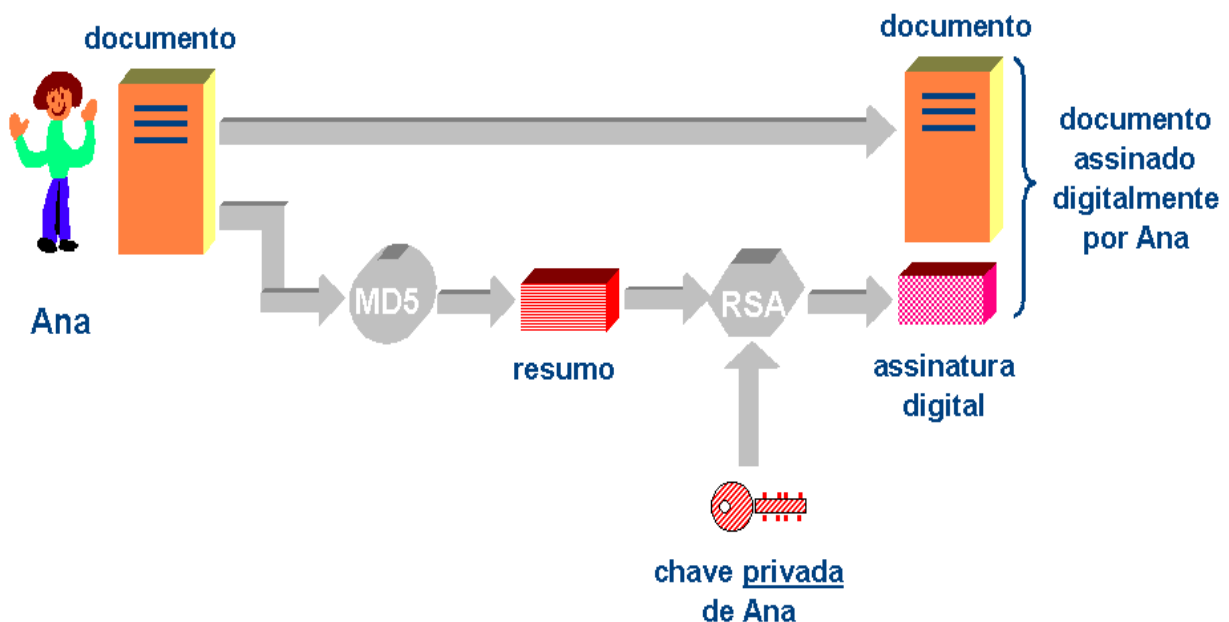 documento
documento
Ana
MD5
resumo
RSA
assinatura
digital
documento
assinado
digitalmente
por Ana
chave privada
de Ana